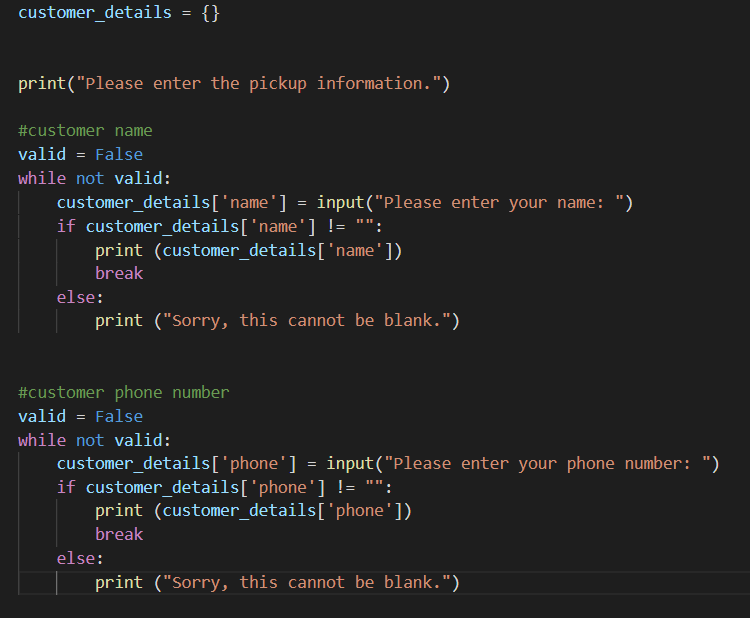 customer_details = {}
print("Please enter the pickup information.")
#customer name
valid = False
while not valid:
    customer_details['name'] = input("Please enter your name: ")
    if customer_details['name'] != "":
        print (customer_details['name'])
        break
    else:
        print ("Sorry, this cannot be blank.")
#customer phone number
valid = False
while not valid:
    customer_details['phone'] = input("Please enter your phone number: ")
    if customer_details['phone'] != "":
        print (customer_details['phone'])
        break
    else:
        print ("Sorry, this cannot be blank.")